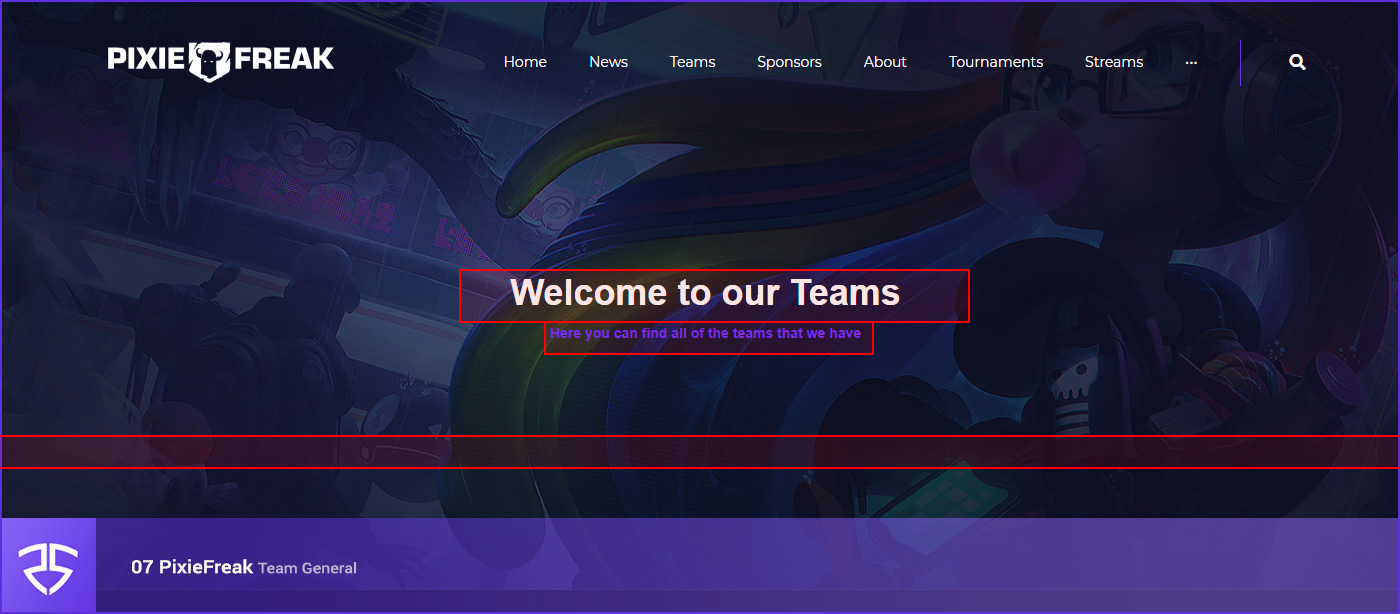 PIXIE FREAK
Home News Teams Sponsors About Tournaments Streams ...
Welcome to our Teams
Here you can find all of the teams that we have
07 PixieFreak Team General